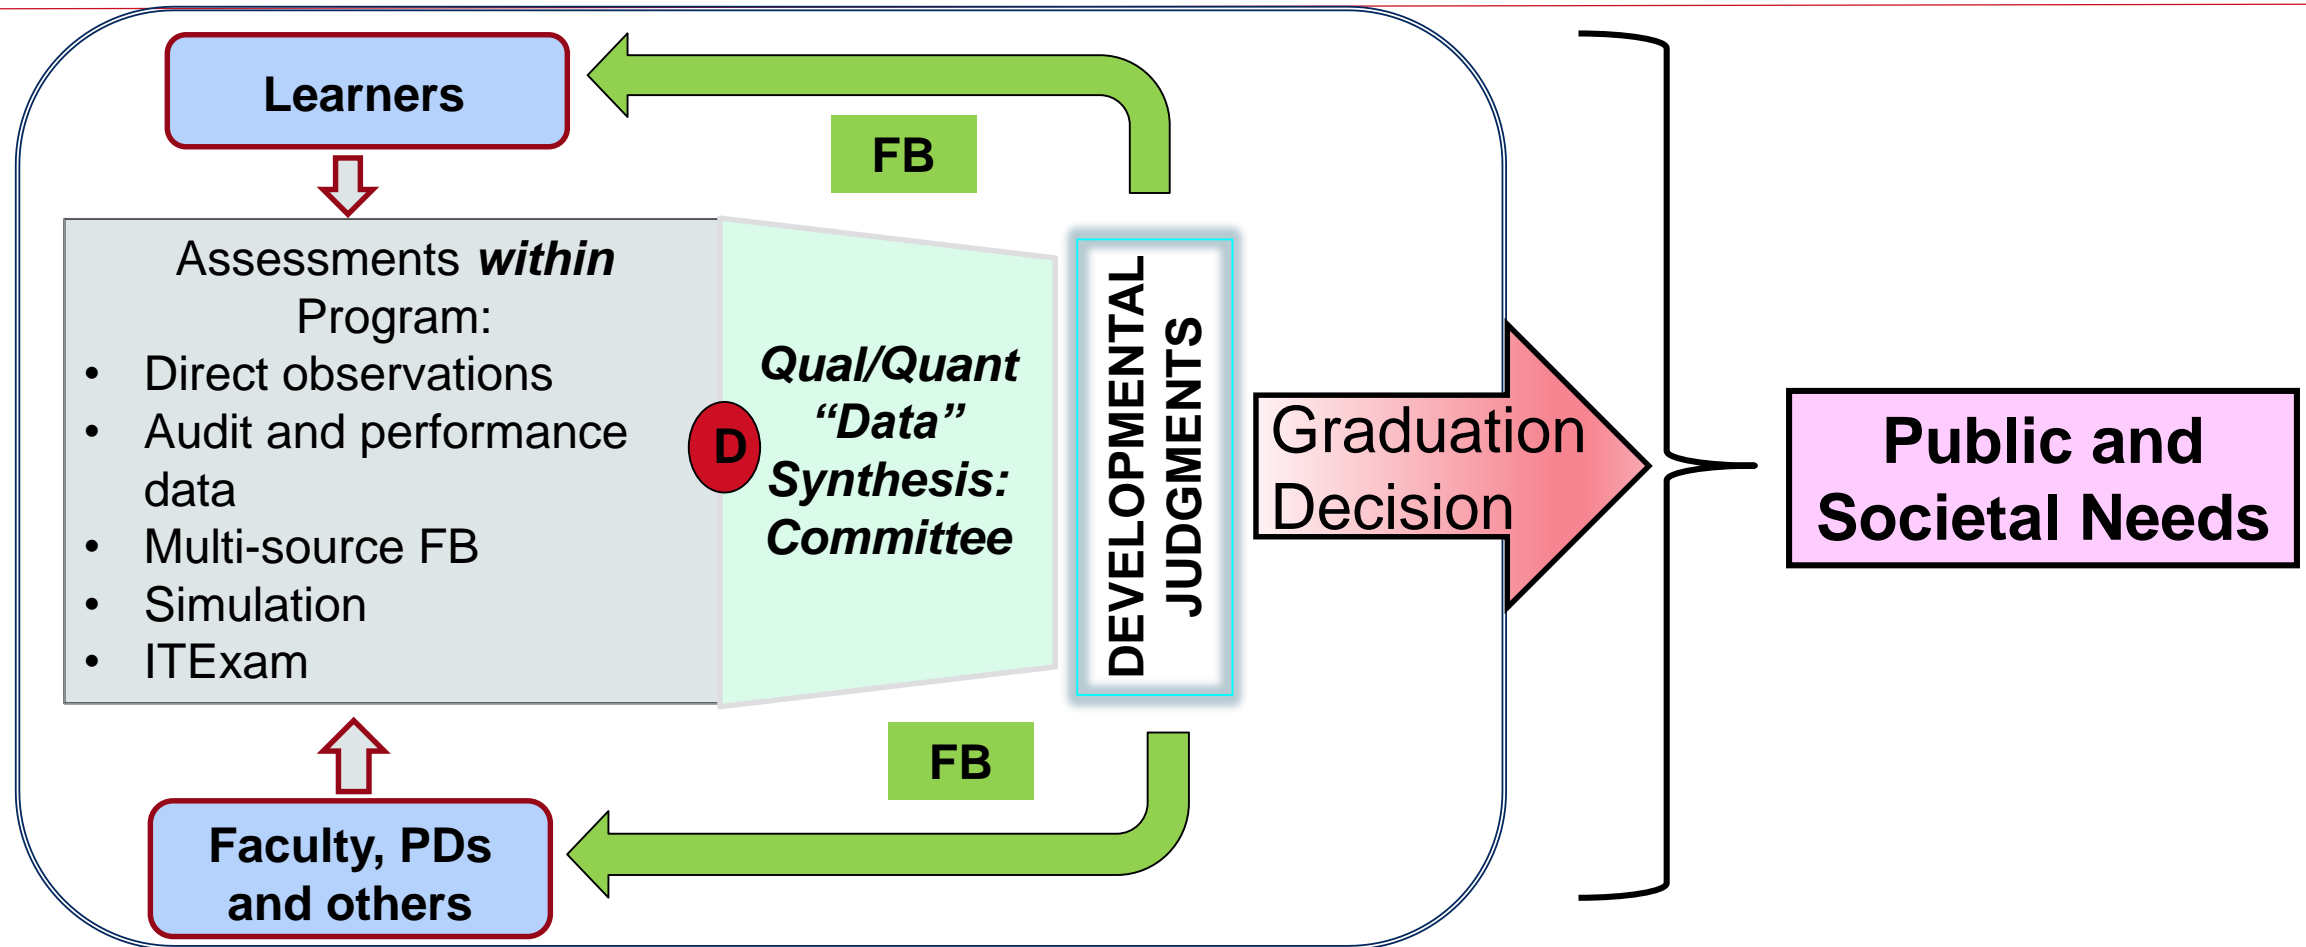 Learners
FB
Assessments within
Program:
• Direct observations
• Audit and performance
data
• Multi-source FB
• Simulation
• ITExam
D
Qual/Quant
“Data”
Synthesis:
Committee
DEVELOPMENTAL
JUDGMENTS
Graduation
Decision
Public and
Societal Needs
FB
Faculty, PDs
and others